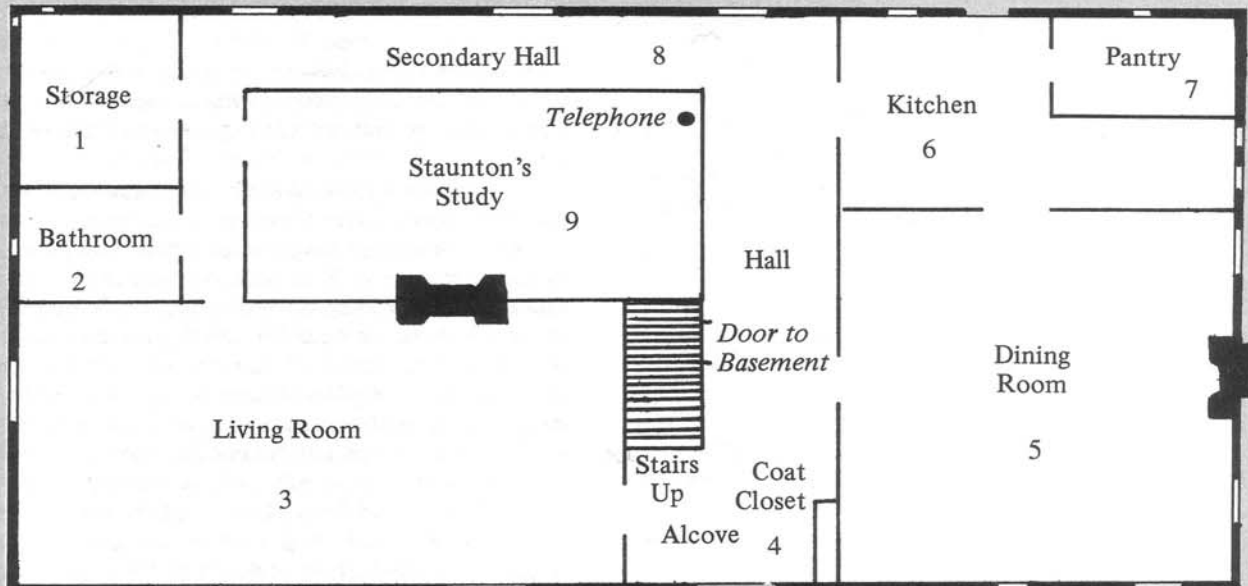 Storage
1
Bathroom
2
Secondary Hall 8
Telephone
Staunton's
Study
9
Hall
Door to
Basement
Living Room
3
Stairs
Up
Coat
Closet
Alcove 4
Kitchen
6
Pantry
7
Dining
Room
5